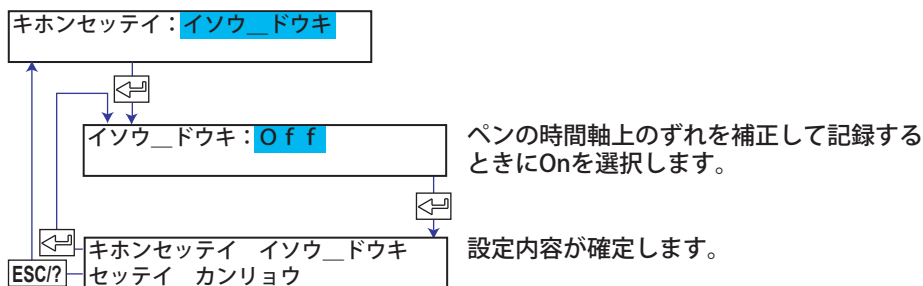 キホンセッテイ：イソウ＿ドウキ
イソウ＿ドウキ：Ｏｆｆ
ペンの時間軸上のずれを補正して記録する
ときにOnを選択します。
キホンセッテイ　イソウ＿ドウキ
セッテイ　カンリョウ
設定内容が確定します。
ESC/?